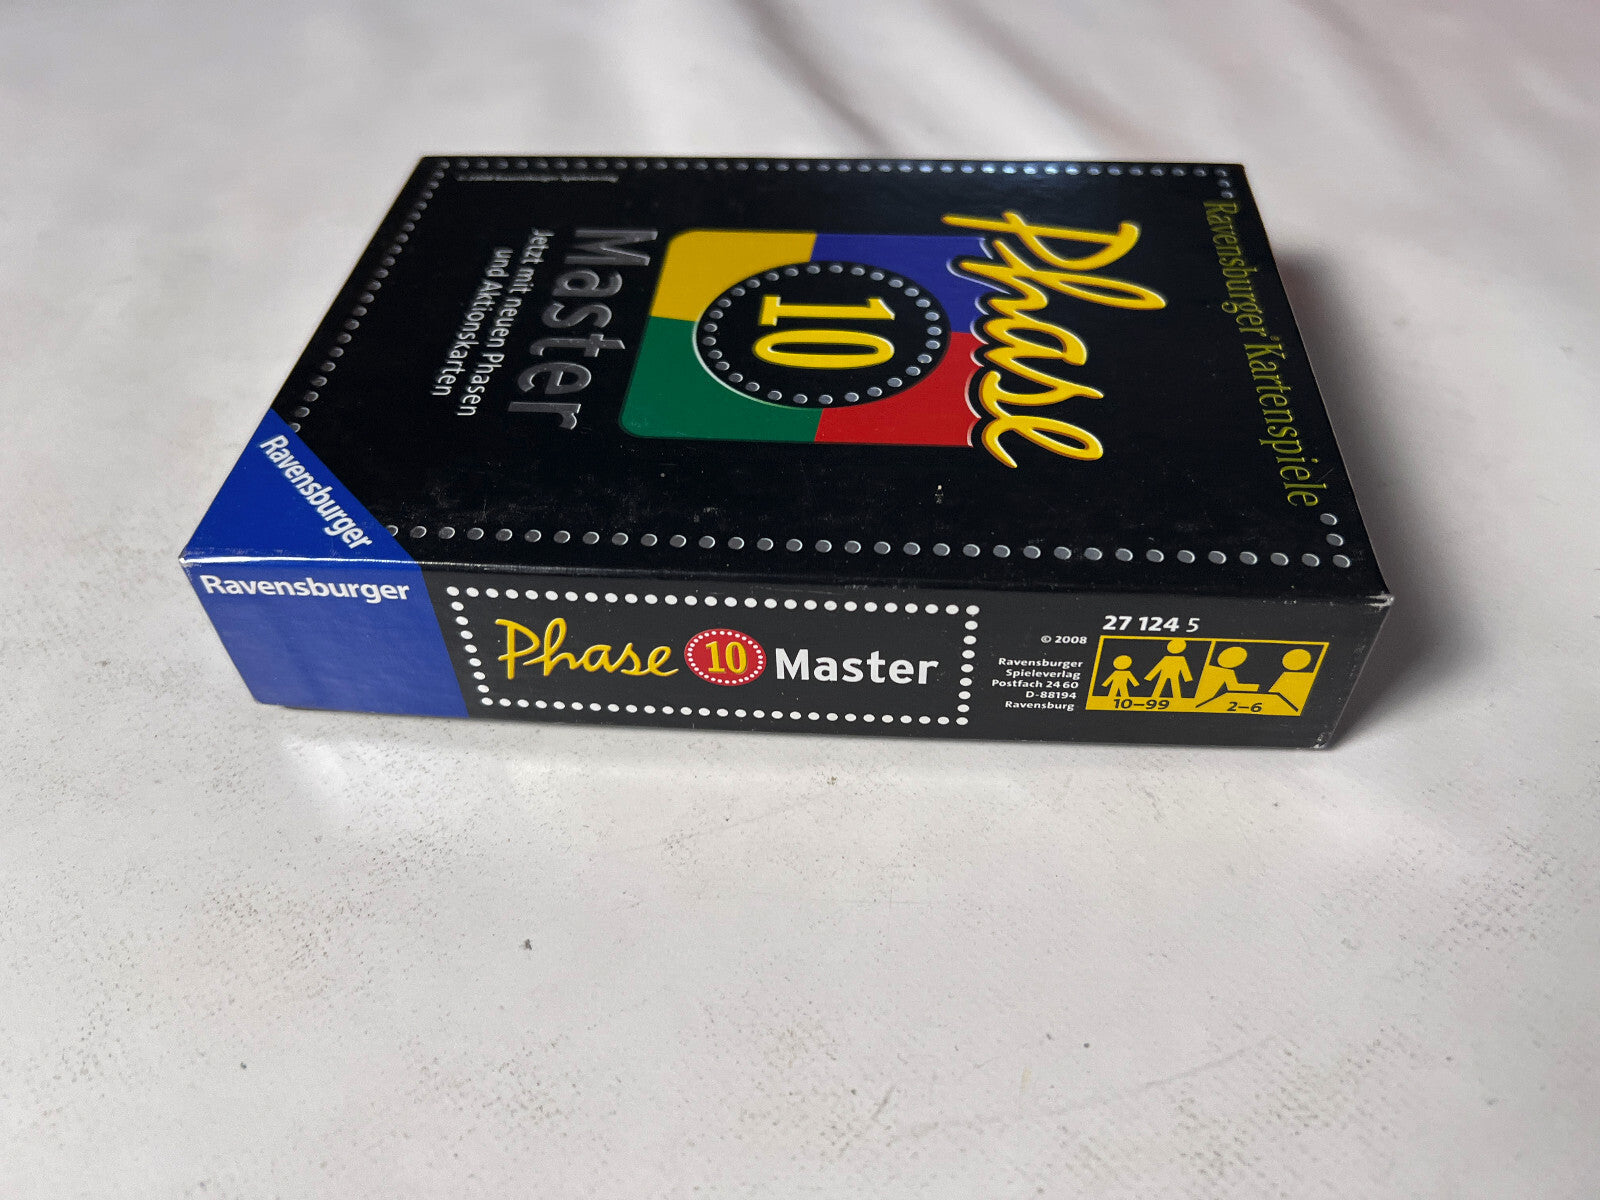 Ravensburger Kartenspiele
Phase
10
Master
Jetzt mit neuen Phasen
und Aktionskarten
Ravensburger
Ravensburger
Phase 10 Master
27 124 5
© 2008
Ravensburger
Spieleverlag
Postfach 24 60
D-88194
Ravensburg
10–99
2–6